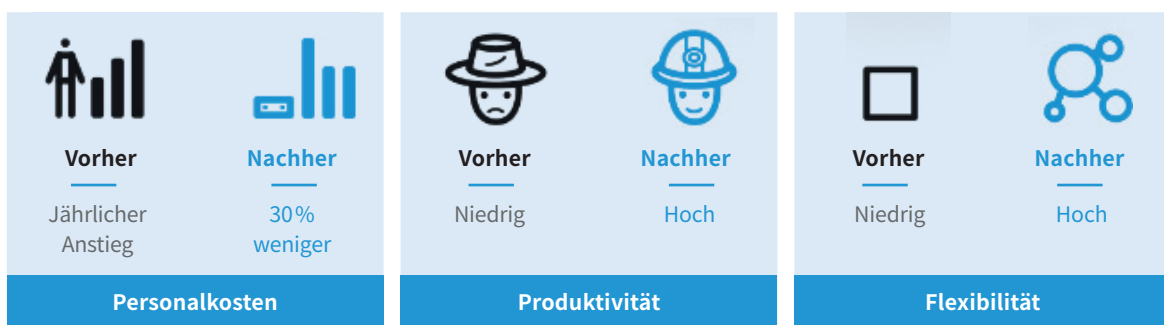 Vorher
Nachher
Jährlicher
Anstieg
30 %
weniger
Personalkosten
Vorher
Nachher
Niedrig
Hoch
Produktivität
Vorher
Nachher
Niedrig
Hoch
Flexibilität